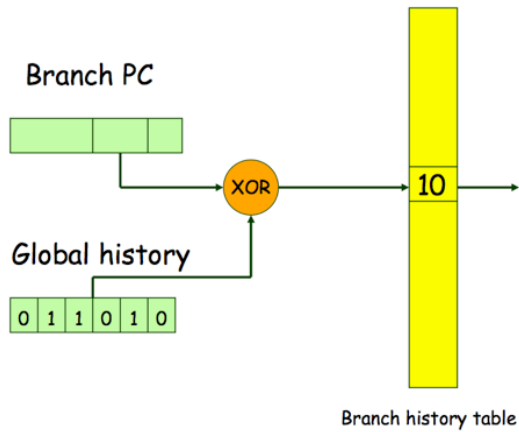 Branch PC
XOR
10
Global history
0 1 1 0 1 0
Branch history table